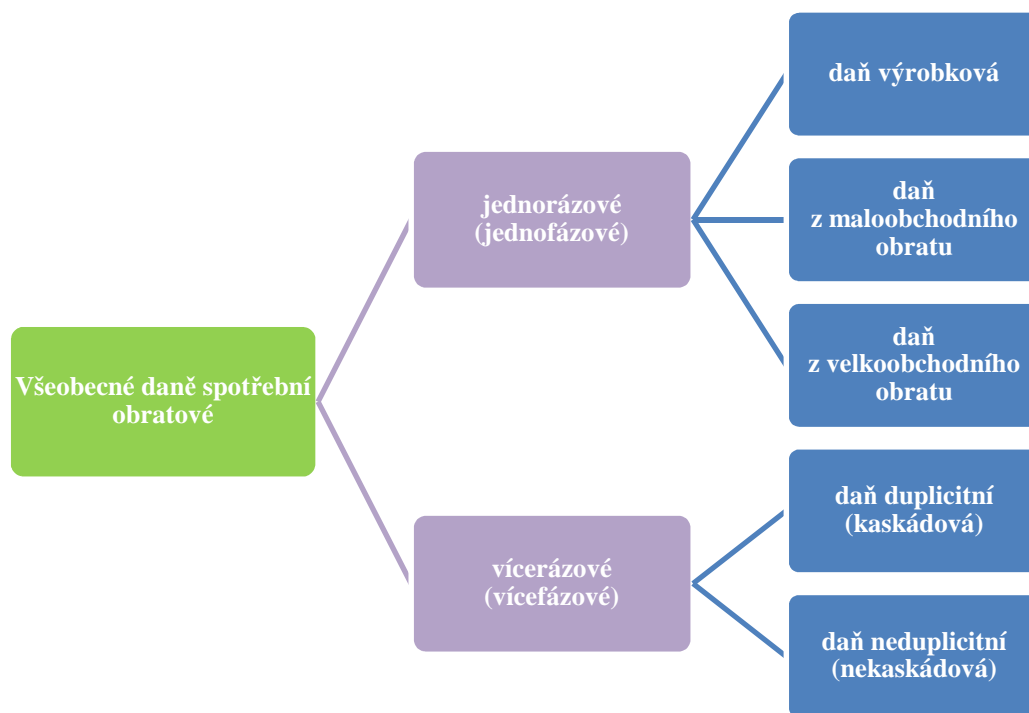 Všeobecné daně spotřební
obratové
jednorázové
(jednofázové)
daň výrobková
daň
z maloobchodního
obratu
daň
z velkoobchodního
obratu
vícerázové
(vícefázové)
daň duplicitní
(kaskádová)
daň neduplicitní
(nekaskádová)